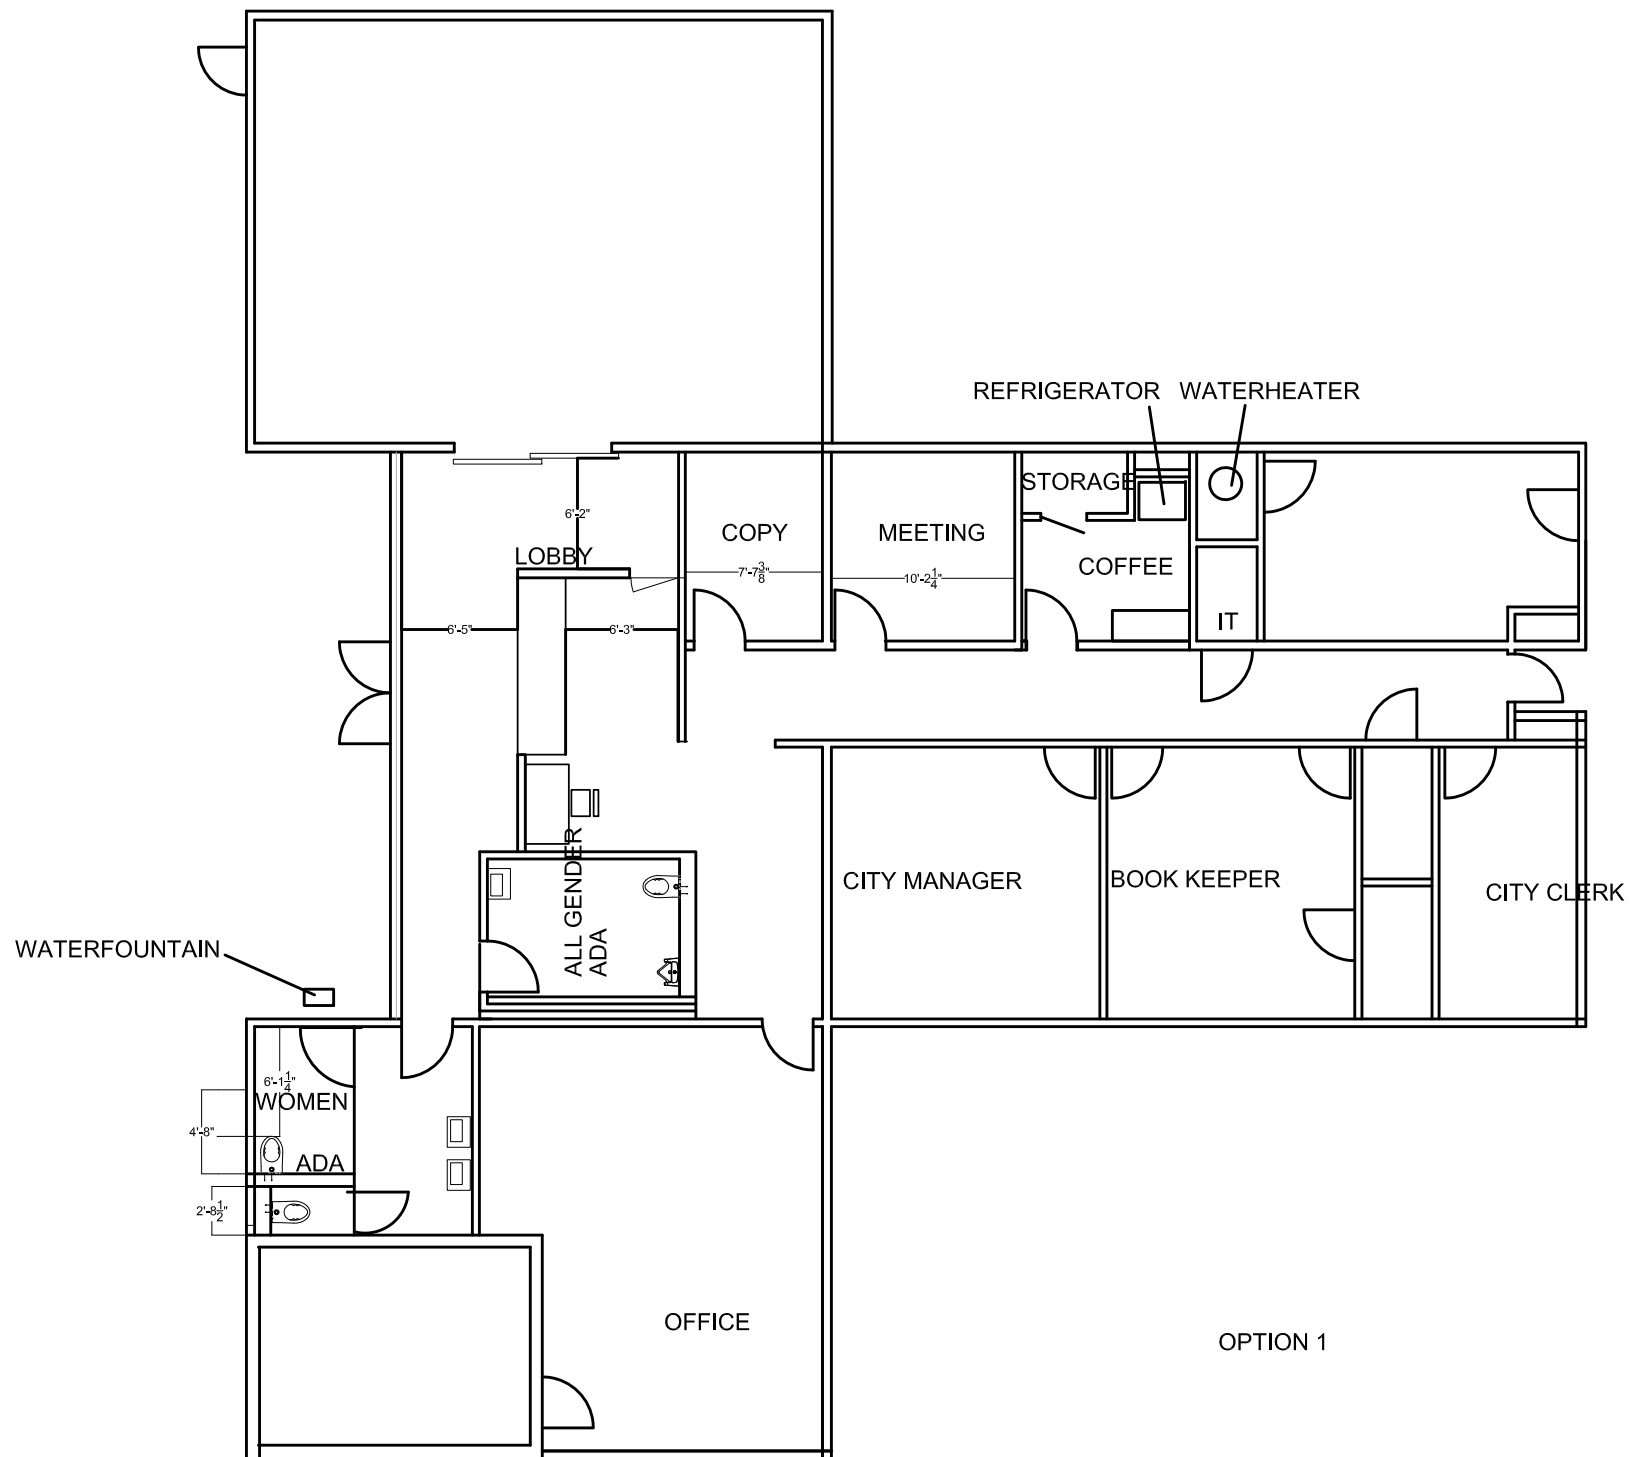 REFRIGERATOR
WATERHEATER
STORAGE
6'-2"
COPY
MEETING
LOBBY
COFFEE
7'-7 3/8"
10'-2 1/4"
IT
6'-5"
6'-3"
ALL GENDER
ADA
CITY MANAGER
BOOK KEEPER
CITY CLERK
WATERFOUNTAIN
6'-1 1/4"
WOMEN
4'-8"
ADA
2'-8 1/2"
OFFICE
OPTION 1